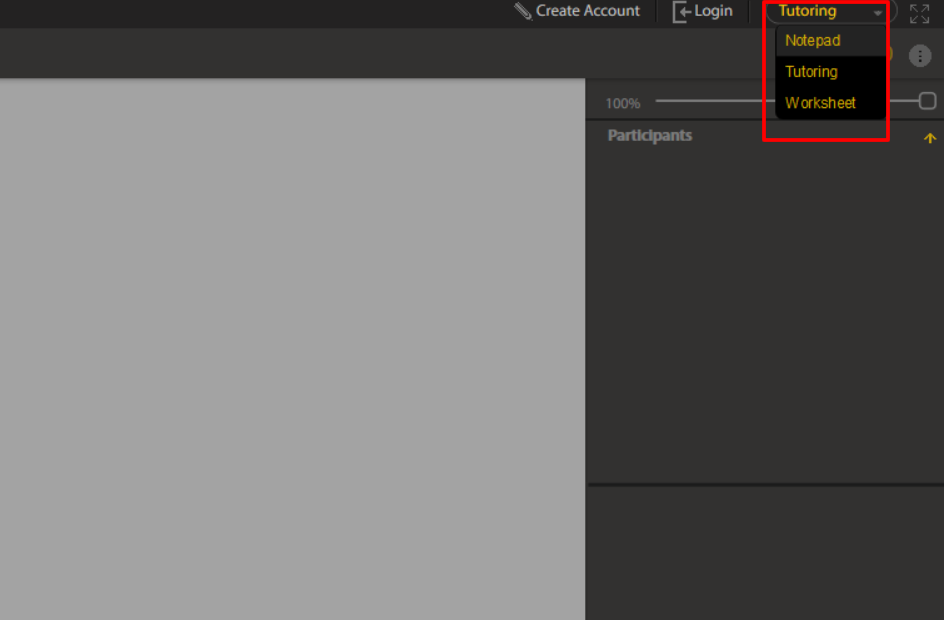 Create Account Login Tutoring
Notepad
Tutoring
Worksheet
100%
Participants